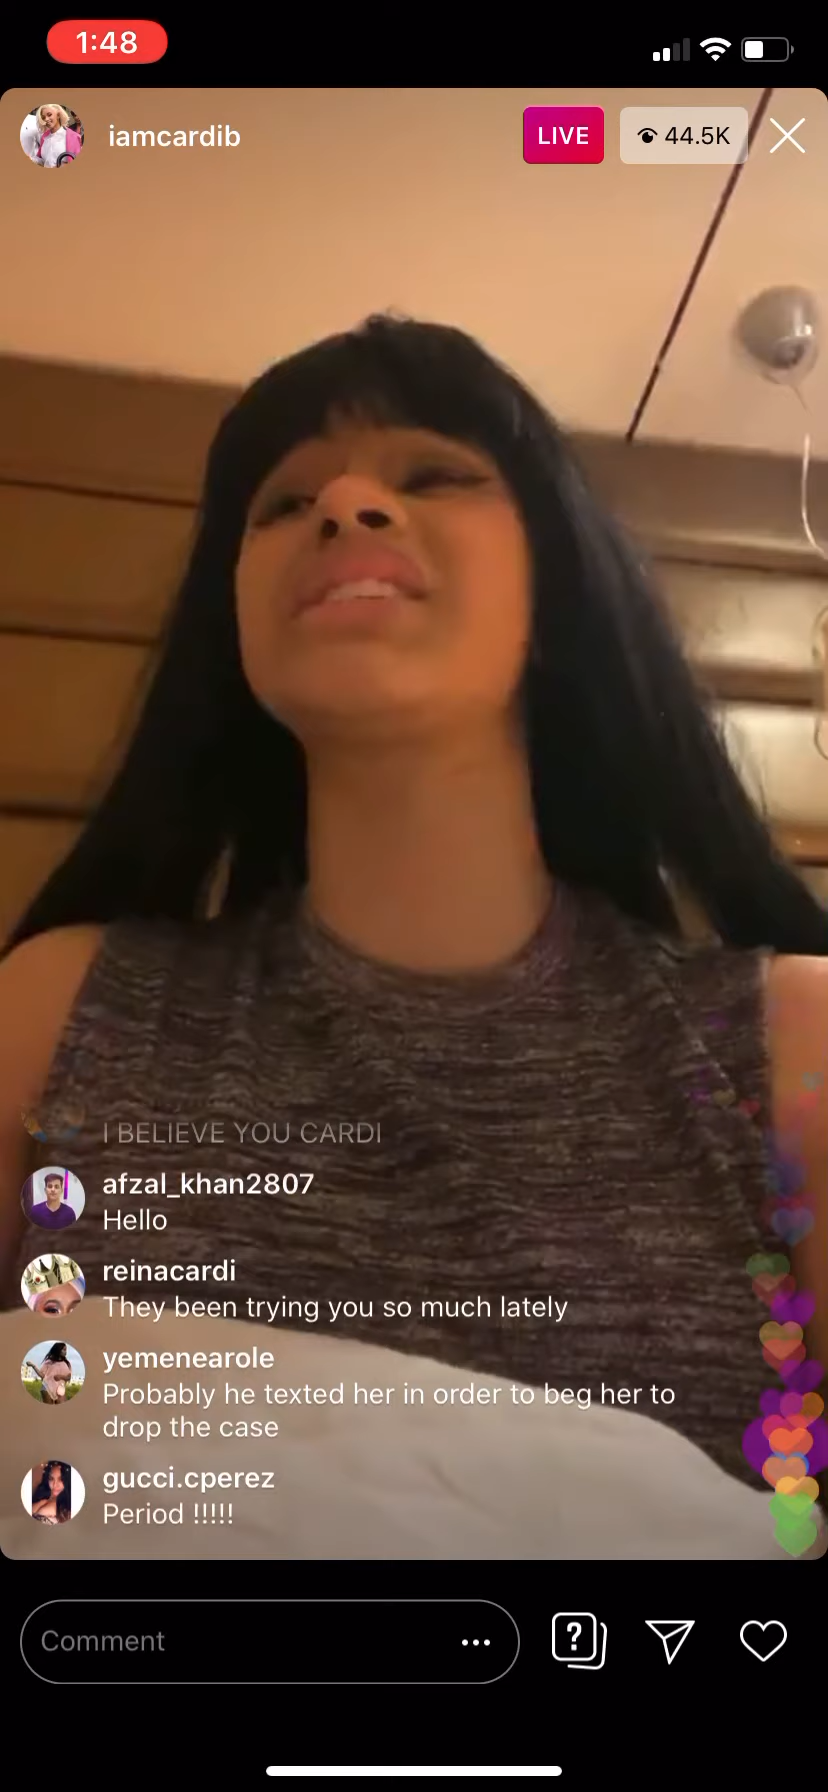 1:48
iamcardib
LIVE
44.5K
I BELIEVE YOU CARDI
afzal_khan2807
Hello
reinacardi
They been trying you so much lately
yemenearole
Probably he texted her in order to beg her to
drop the case
gucci.cperez
Period !!!!!
Comment